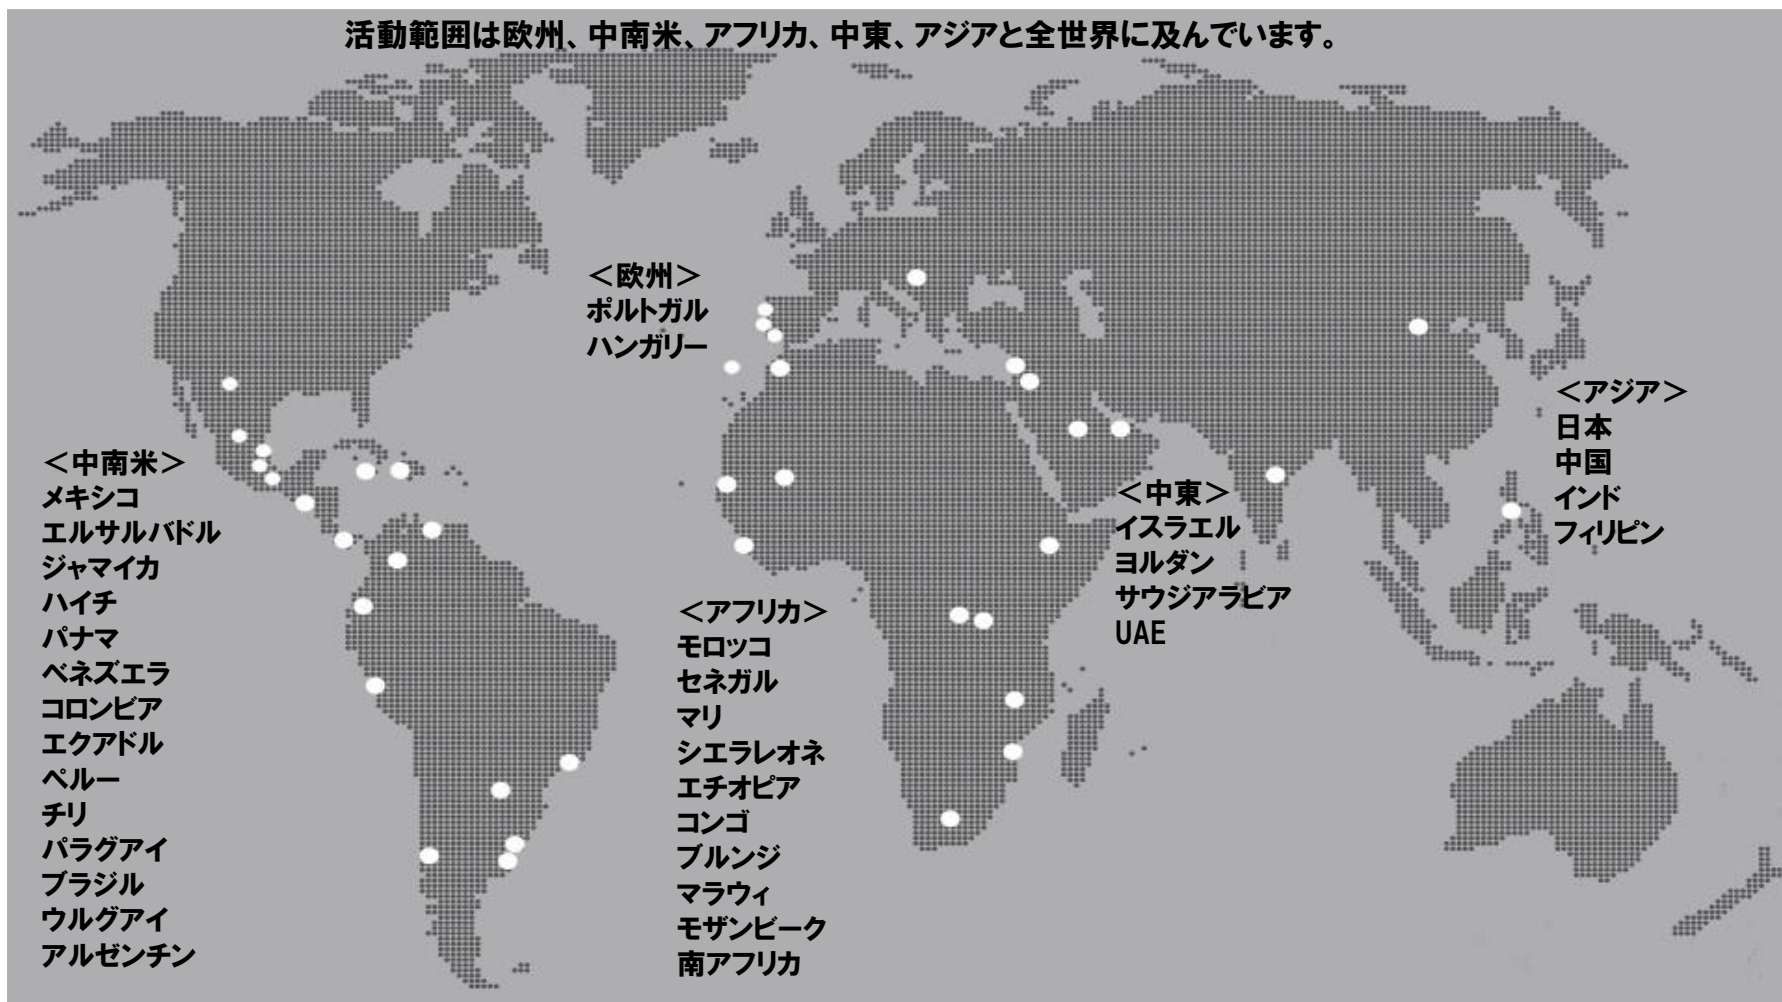 活動範囲は欧州、中南米、アフリカ、中東、アジアと全世界に及んでいます。
＜欧州＞
ポルトガル
ハンガリー
＜中南米＞
メキシコ
エルサルバドル
ジャマイカ
ハイチ
パナマ
ベネズエラ
コロンビア
エクアドル
ペルー
チリ
パラグアイ
ブラジル
ウルグアイ
アルゼンチン
＜アフリカ＞
モロッコ
セネガル
マリ
シエラレオネ
エチオピア
コンゴ
ブルンジ
マラウィ
モザンビーク
南アフリカ
＜中東＞
イスラエル
ヨルダン
サウジアラビア
UAE
＜アジア＞
日本
中国
インド
フィリピン